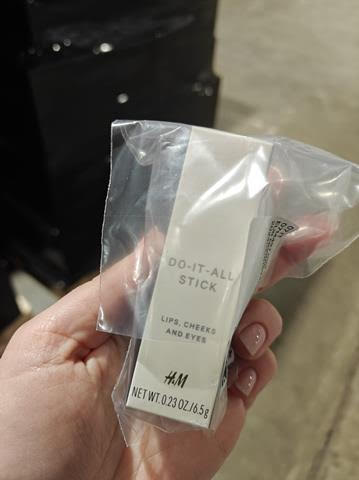 DO-IT-ALL
STICK
LIPS, CHEEKS
AND EYES
H&M
NET WT. 0.23 OZ./6.5g